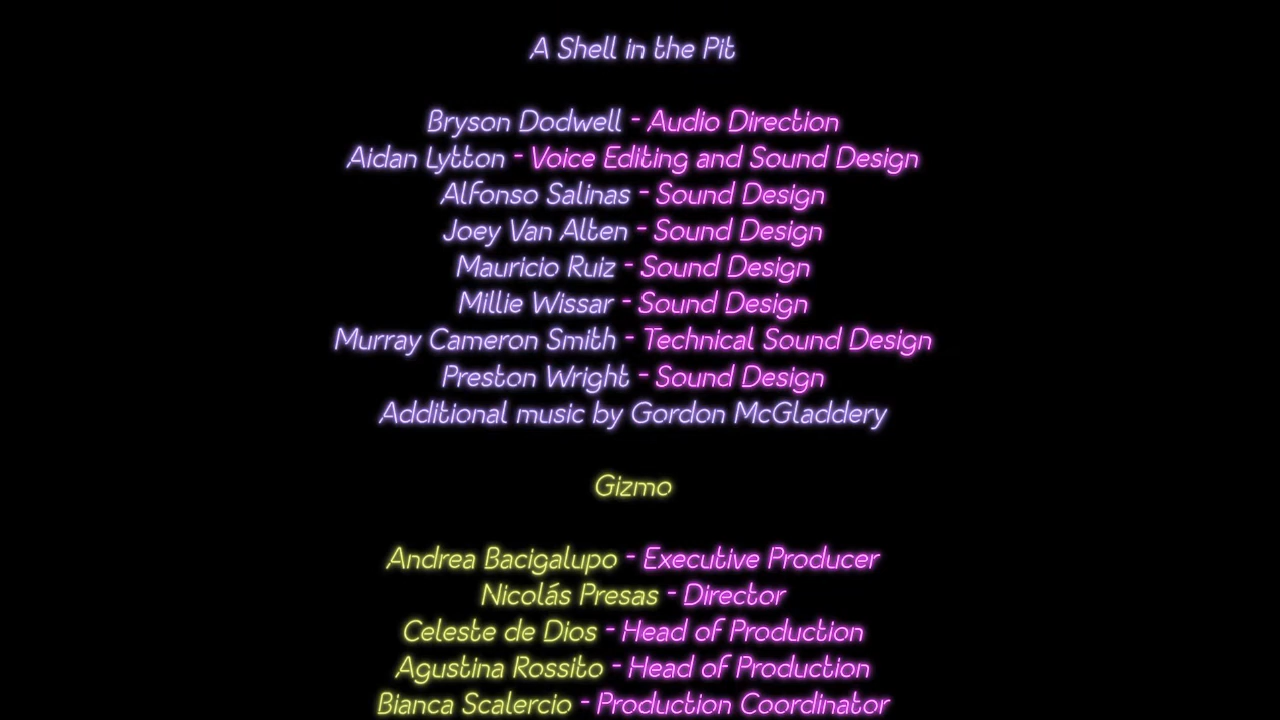 A Shell in the Pit
Bryson Dodwell - Audio Direction
Aidan Lytton - Voice Editing and Sound Design
Alfonso Salinas - Sound Design
Joey Van Alten - Sound Design
Mauricio Ruiz - Sound Design
Millie Wissar - Sound Design
Murray Cameron Smith - Technical Sound Design
Preston Wright - Sound Design
Additional music by Gordon McGladdery
Gizmo
Andrea Bacigalupo - Executive Producer
Nicolás Presas - Director
Celeste de Dios - Head of Production
Agustina Rossito - Head of Production
Bianca Scalercio - Production Coordinator